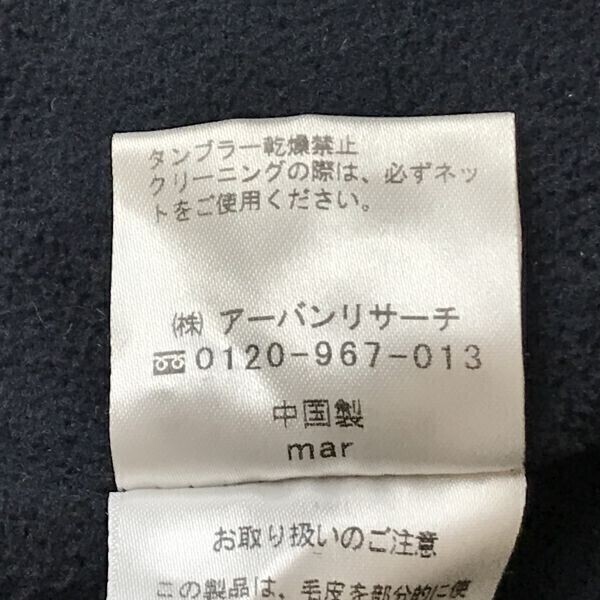 タンブラー乾燥禁止
クリーニングの際は、必ずネッ
トをご使用ください。
㈱ アーバンリサーチ
0120-967-013
中国製
mar
お取り扱いのご注意
この製品は、毛皮を部分的に使